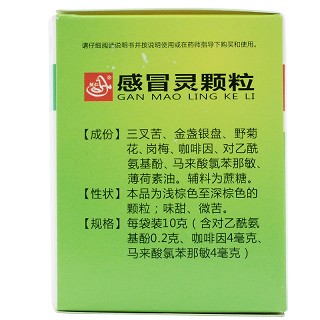 请仔细阅读说明书并按说明使用或在药师指导下购买和使用。
感冒灵颗粒
GAN MAO LING KE LI
【成份】 三叉苦、金盏银盘、野菊
花、岗梅、咖啡因、对乙酰
氨基酚、马来酸氯苯那敏、
薄荷素油。辅料为蔗糖。
【性状】 本品为浅棕色至深棕色的
颗粒；味甜、微苦。
【规格】 每袋装10克（含对乙酰氨
基酚0.2克、咖啡因4毫克、
马来酸氯苯那敏4毫克）